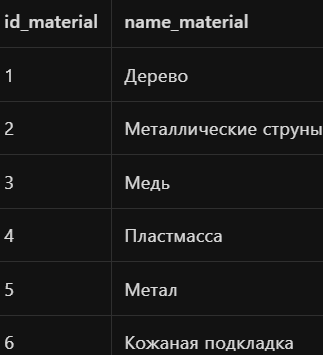 id_material name_material
1 Дерево
2 Металлические струны
3 Медь
4 Пластмасса
5 Метал
6 Кожаная подкладка